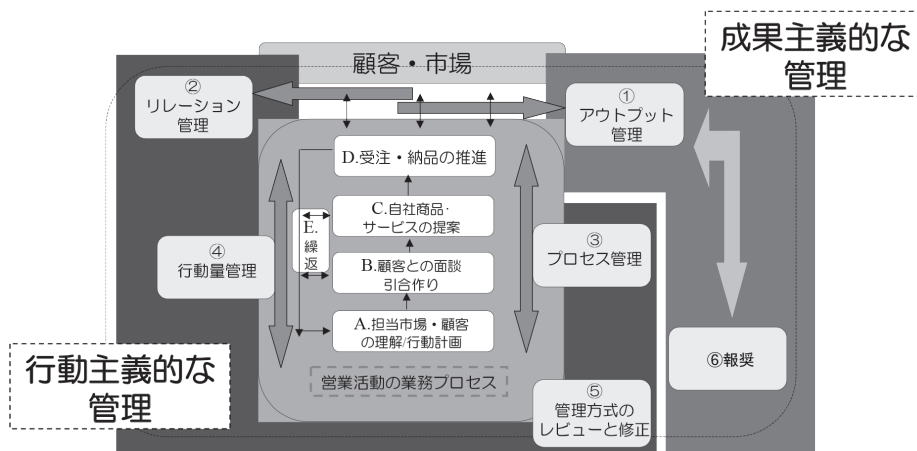 成果主義的な
管理
顧客・市場
②
リレーション
管理
①
アウトプット
管理
D.受注・納品の推進
C.自社商品・
サービスの提案
E.
繰
返
④
行動量管理
③
プロセス管理
B.顧客との面談
引合作り
A.担当市場・顧客
の理解/行動計画
行動主義的な
管理
営業活動の業務プロセス
⑥報奨
⑤
管理方式の
レビューと修正